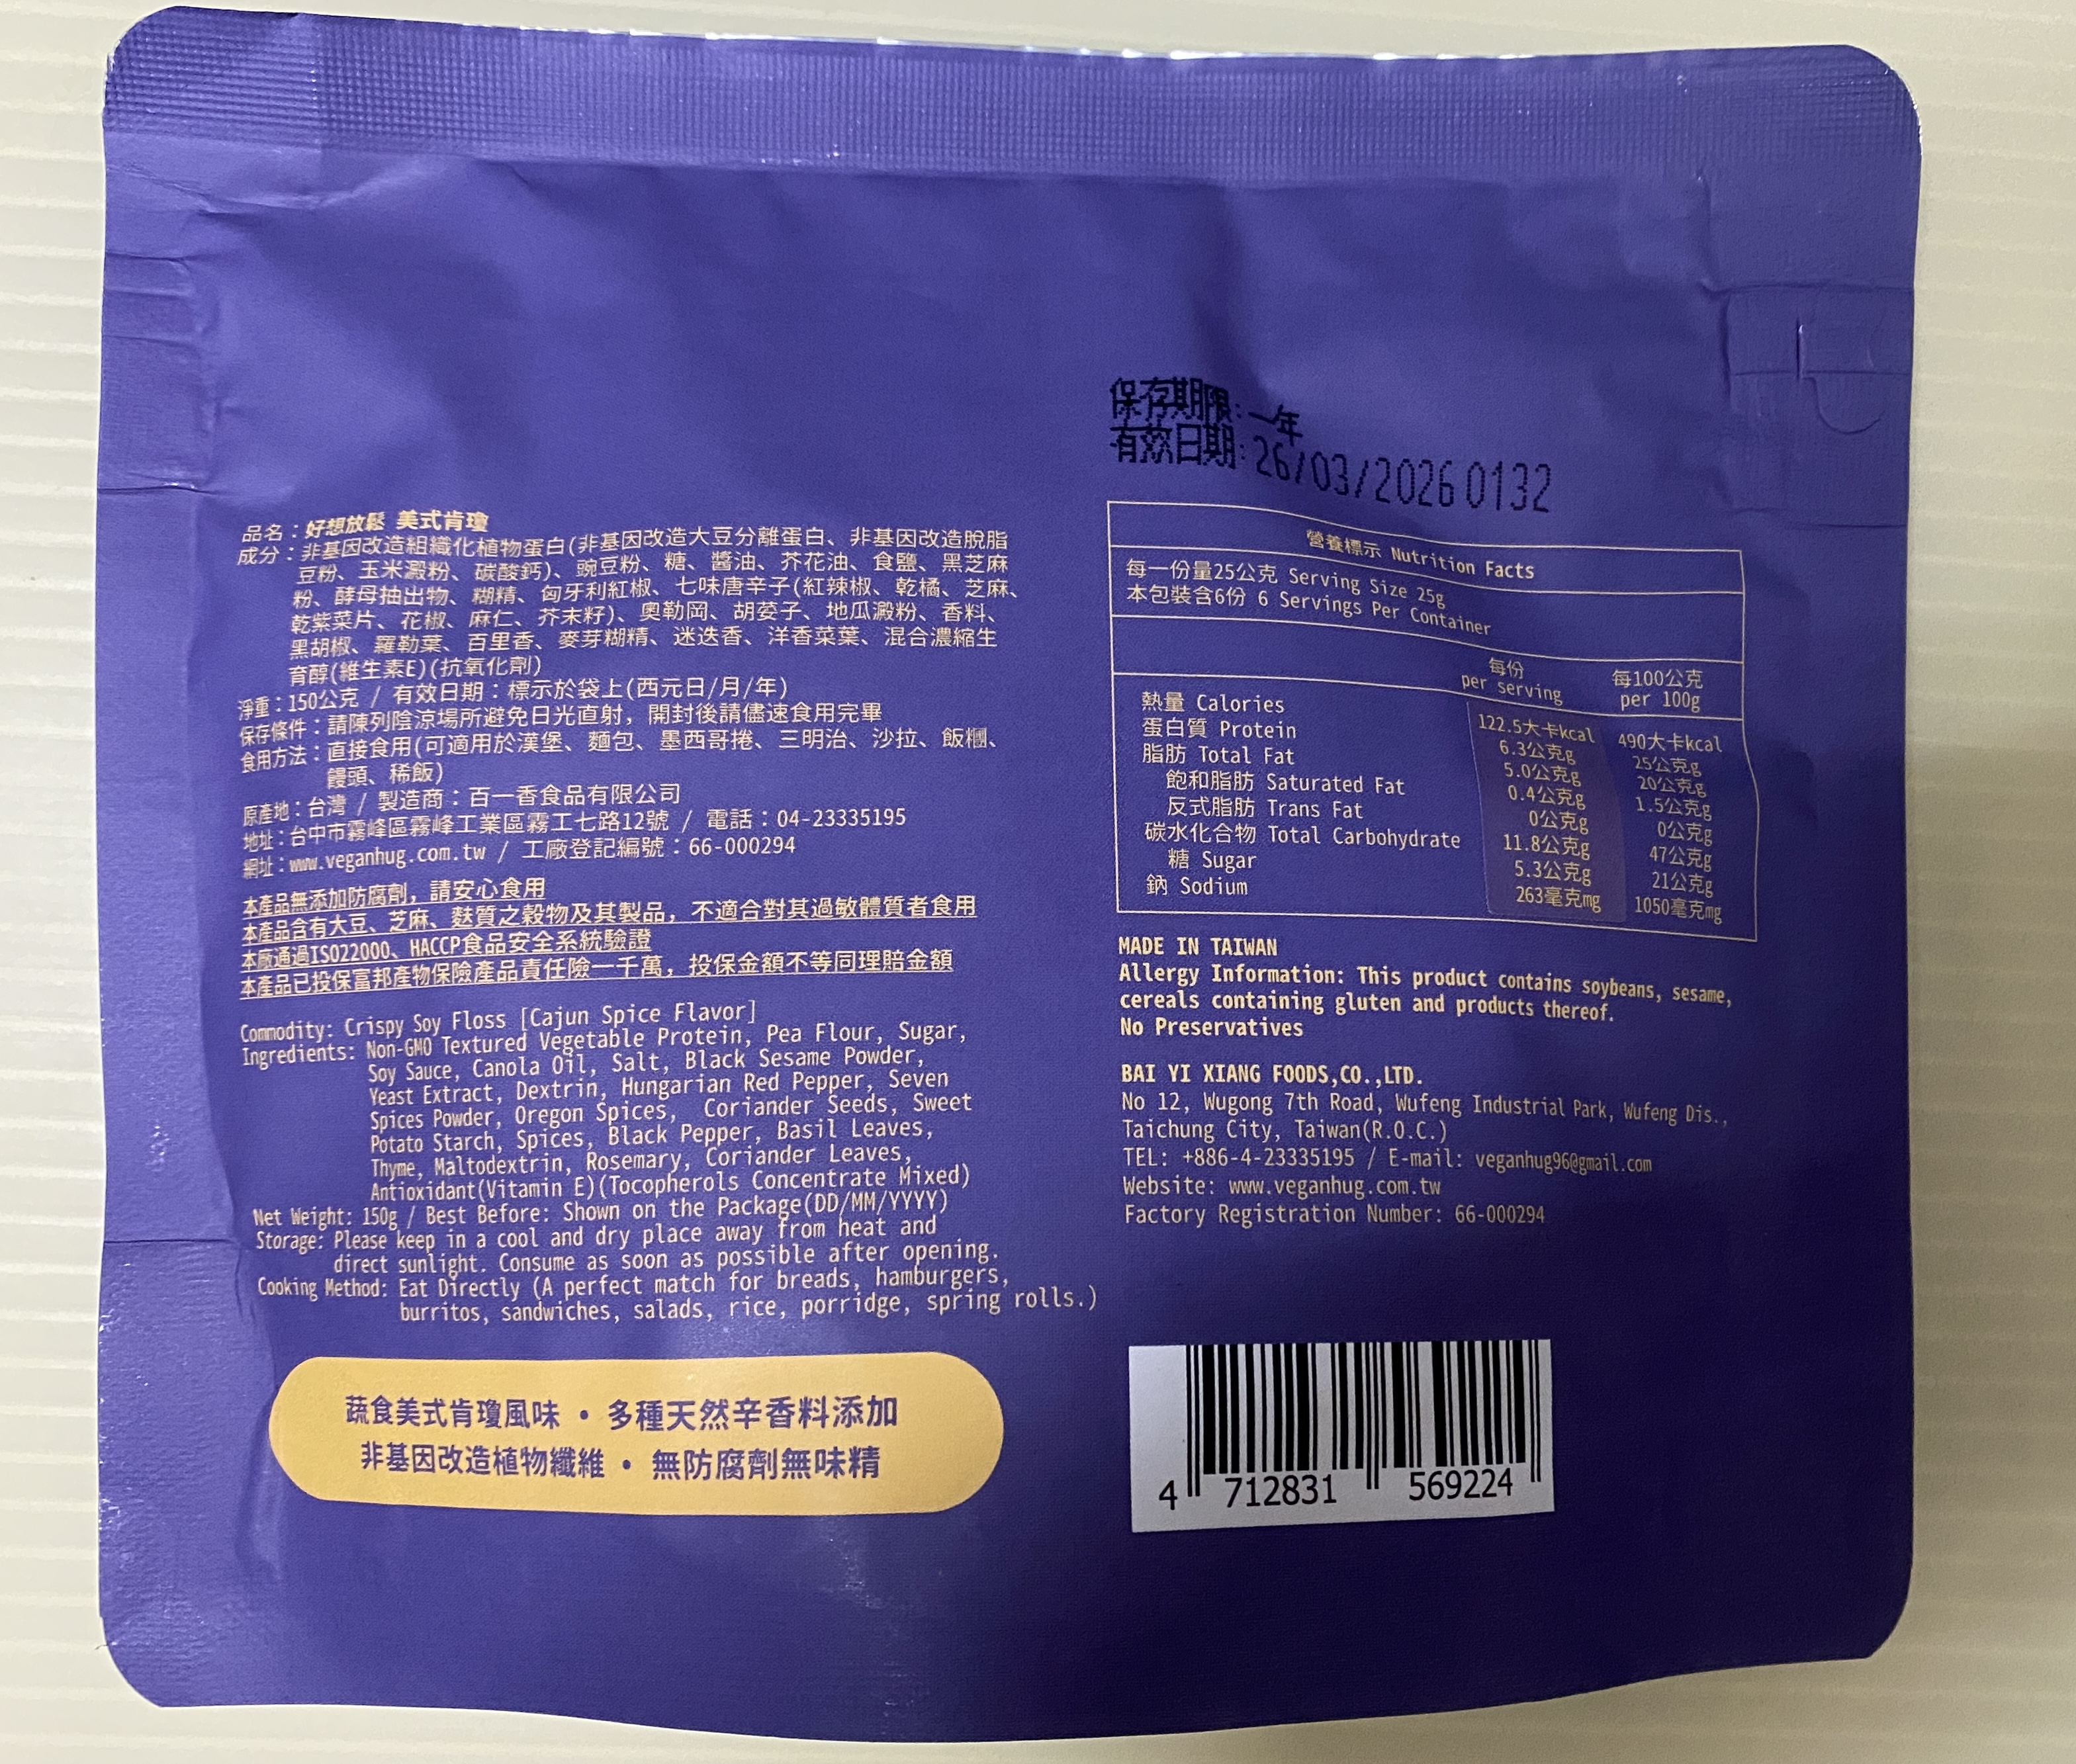 保存期限:一年
有效日期:26/03/2026 0132
品名：好想放鬆 美式肯瓊
成分：非基因改造組織化植物蛋白(非基因改造大豆分離蛋白、非基因改造脫脂
豆粉、玉米澱粉、碳酸鈣)、豌豆粉、糖、醬油、芥花油、食鹽、黑芝麻
粉、酵母抽出物、糊精、匈牙利紅椒、七味唐辛子(紅辣椒、乾橘、芝麻、
乾紫菜片、花椒、麻仁、芥末籽)、奧勒岡、胡荽子、地瓜澱粉、香料、
黑胡椒、羅勒葉、百里香、麥芽糊精、迷迭香、洋香菜葉、混合濃縮生
育醇(維生素E)(抗氧化劑)
淨重：150公克 / 有效日期：標示於袋上(西元日/月/年)
保存條件：請陳列陰涼場所避免日光直射，開封後請儘速食用完畢
食用方法：直接食用(可適用於漢堡、麵包、墨西哥捲、三明治、沙拉、飯糰、
饅頭、稀飯)
原產地：台灣 / 製造商：百一香食品有限公司
地址：台中市霧峰區霧峰工業區霧工七路12號 / 電話：04-23335195
網址：www.veganhug.com.tw / 工廠登記編號：66-000294
本產品無添加防腐劑，請安心食用
本產品含有大豆、芝麻、麩質之穀物及其製品，不適合對其過敏體質者食用
本廠通過ISO22000、HACCP食品安全系統驗證
本產品已投保富邦產物保險產品責任險一千萬，投保金額不等同理賠金額
Commodity: Crispy Soy Floss [Cajun Spice Flavor]
Ingredients: Non-GMO Textured Vegetable Protein, Pea Flour, Sugar,
Soy Sauce, Canola Oil, Salt, Black Sesame Powder,
Yeast Extract, Dextrin, Hungarian Red Pepper, Seven
Spices Powder, Oregon Spices, Coriander Seeds, Sweet
Potato Starch, Spices, Black Pepper, Basil Leaves,
Thyme, Maltodextrin, Rosemary, Coriander Leaves,
Antioxidant(Vitamin E)(Tocopherols Concentrate Mixed)
Net Weight: 150g / Best Before: Shown on the Package(DD/MM/YYYY)
Storage: Please keep in a cool and dry place away from heat and
direct sunlight. Consume as soon as possible after opening.
Cooking Method: Eat Directly (A perfect match for breads, hamburgers,
burritos, sandwiches, salads, rice, porridge, spring rolls.)
蔬食美式肯瓊風味・多種天然辛香料添加
非基因改造植物纖維・無防腐劑無味精
營養標示 Nutrition Facts
每一份量25公克 Serving Size 25g
本包裝含6份 6 Servings Per Container
每份 每100公克
per serving per 100g
熱量 Calories 122.5大卡kcal 490大卡kcal
蛋白質 Protein 6.3公克g 25公克g
脂肪 Total Fat 5.0公克g 20公克g
飽和脂肪 Saturated Fat 0.4公克g 1.5公克g
反式脂肪 Trans Fat 0公克g 0公克g
碳水化合物 Total Carbohydrate 11.8公克g 47公克g
糖 Sugar 5.3公克g 21公克g
鈉 Sodium 263毫克mg 1050毫克mg
MADE IN TAIWAN
Allergy Information: This product contains soybeans, sesame,
cereals containing gluten and products thereof.
No Preservatives
BAI YI XIANG FOODS,CO.,LTD.
No 12, Wugong 7th Road, Wufeng Industrial Park, Wufeng Dis.,
Taichung City, Taiwan(R.O.C.)
TEL: +886-4-23335195 / E-mail: veganhug96@gmail.com
Website: www.veganhug.com.tw
Factory Registration Number: 66-000294
4 712831 569224